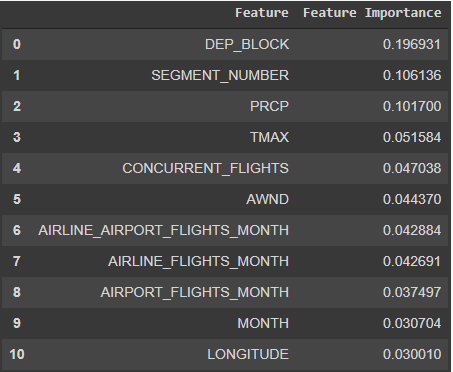 Feature Feature Importance
0 DEP_BLOCK 0.196931
1 SEGMENT_NUMBER 0.106136
2 PRCP 0.101700
3 TMAX 0.051584
4 CONCURRENT_FLIGHTS 0.047038
5 AWND 0.044370
6 AIRLINE_AIRPORT_FLIGHTS_MONTH 0.042884
7 AIRLINE_FLIGHTS_MONTH 0.042691
8 AIRPORT_FLIGHTS_MONTH 0.037497
9 MONTH 0.030704
10 LONGITUDE 0.030010